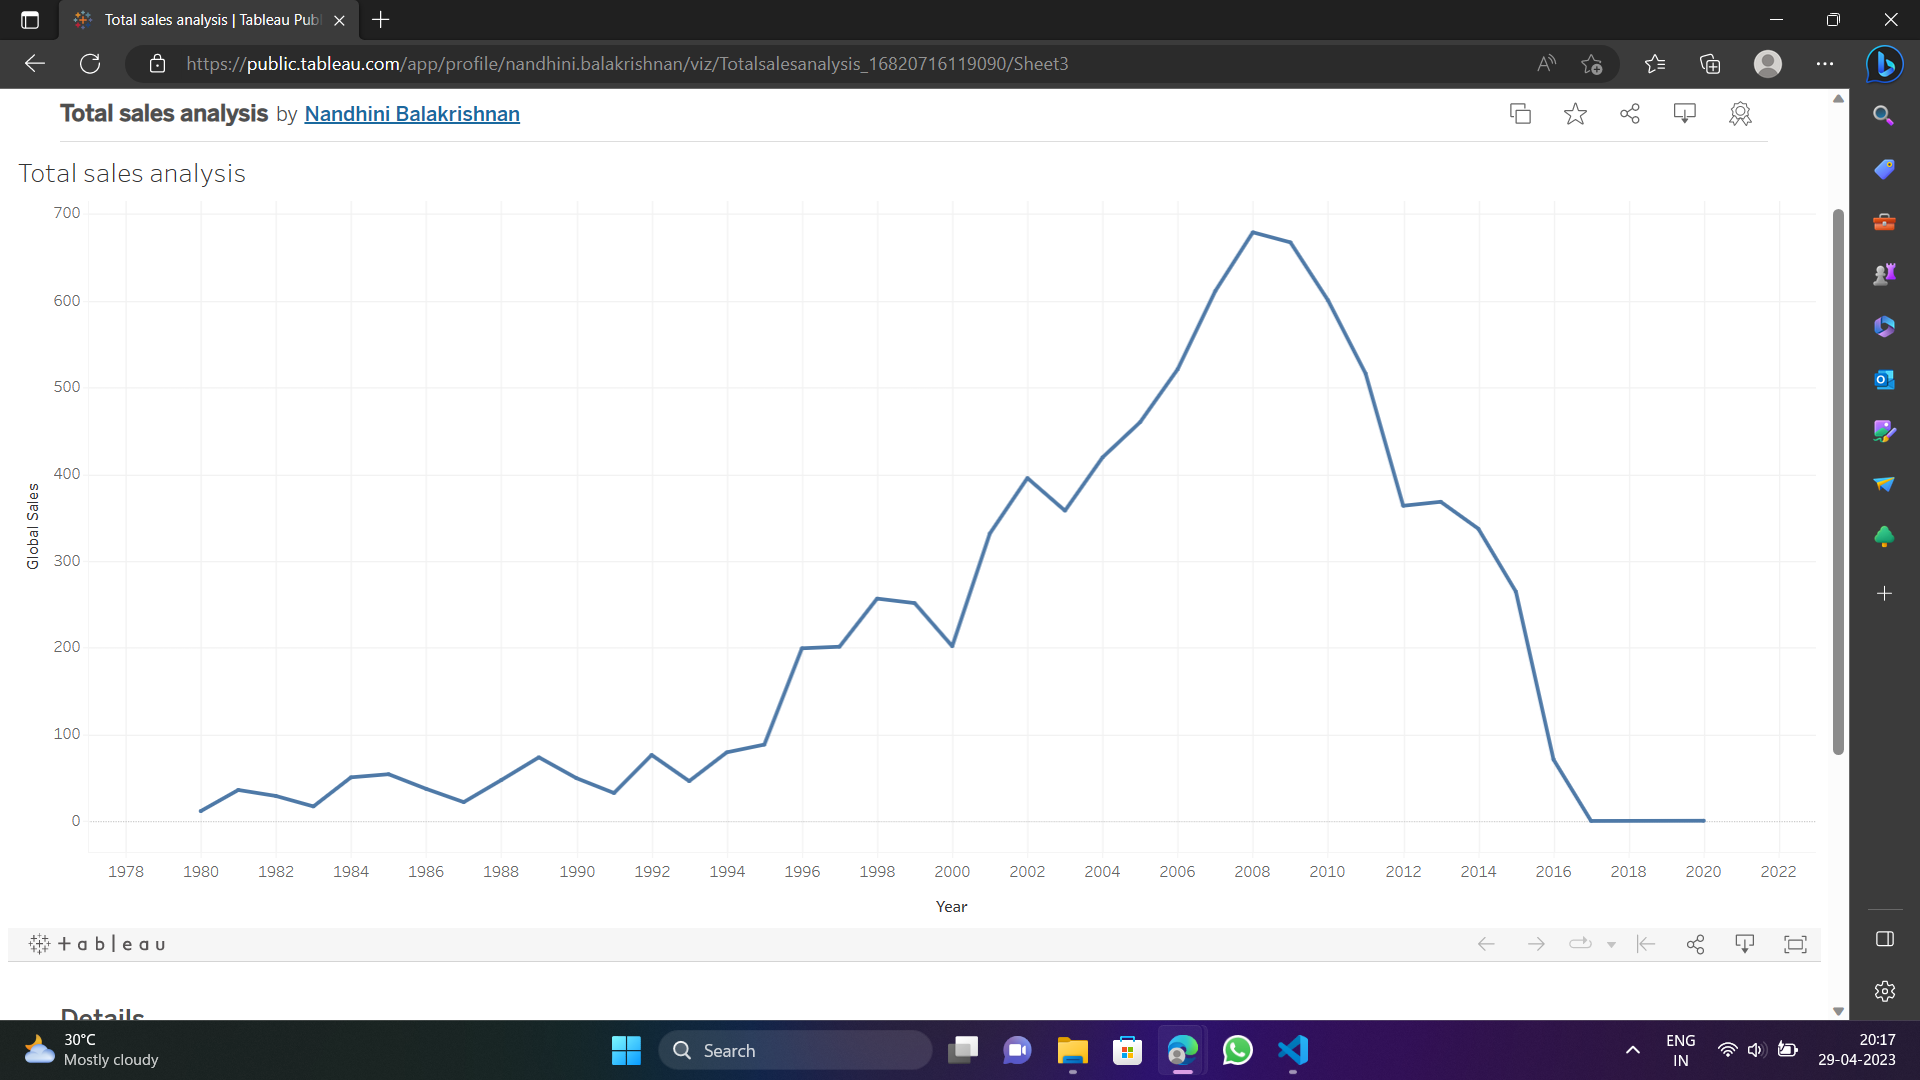 Total sales analysis | Tableau Pub
https://public.tableau.com/app/profile/nandhini.balakrishnan/viz/Totalsalesanalysis_16820716119090/Sheet3
Total sales analysis by Nandhini Balakrishnan
Total sales analysis
700
600
500
400
300
200
100
0
Global Sales
1978 1980 1982 1984 1986 1988 1990 1992 1994 1996 1998 2000 2002 2004 2006 2008 2010 2012 2014 2016 2018 2020 2022
Year
+ a b | e a u
Details
30°C
Mostly cloudy
Search
ENG
IN
20:17
29-04-2023